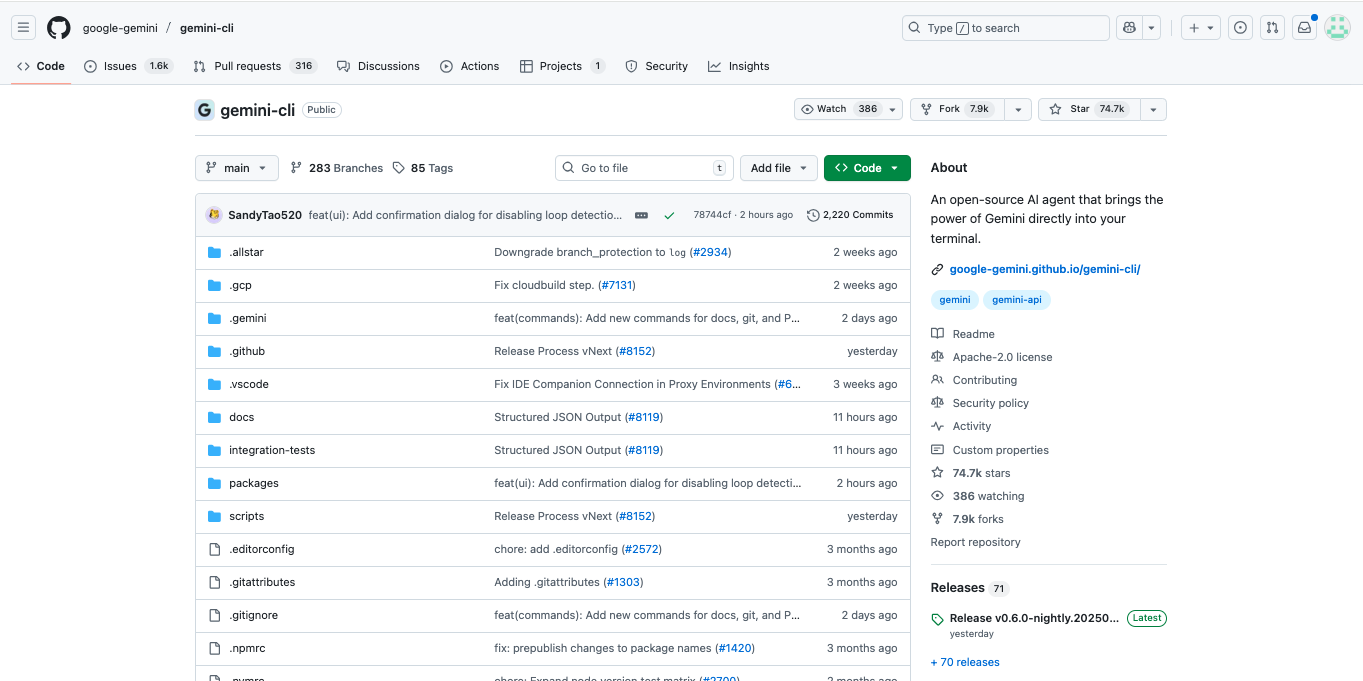 google-gemini / gemini-cli
Type / to search
Code Issues 1.6k Pull requests 316 Discussions Actions Projects 1 Security Insights
G gemini-cli Public
Watch 386 Fork 7.9k Star 74.7k
main 283 Branches 85 Tags
Go to file t Add file Code
SandyTao520 feat(ui): Add confirmation dialog for disabling loop detectio... 78744cf · 2 hours ago 2,220 Commits
.allstar Downgrade branch_protection to log (#2934) 2 weeks ago
.gcp Fix cloudbuild step. (#7131) 2 weeks ago
.gemini feat(commands): Add new commands for docs, git, and P... 2 days ago
.github Release Process vNext (#8152) yesterday
.vscode Fix IDE Companion Connection in Proxy Environments (#6... 3 weeks ago
docs Structured JSON Output (#8119) 11 hours ago
integration-tests Structured JSON Output (#8119) 11 hours ago
packages feat(ui): Add confirmation dialog for disabling loop detecti... 2 hours ago
scripts Release Process vNext (#8152) yesterday
.editorconfig chore: add .editorconfig (#2572) 3 months ago
.gitattributes Adding .gitattributes (#1303) 3 months ago
.gitignore feat(commands): Add new commands for docs, git, and P... 2 days ago
.npmrc fix: prepublish changes to package names (#1420) 3 months ago
.nvmrc chore: Expand node version test matrix (#2700) 2 months ago
About
An open-source AI agent that brings the
power of Gemini directly into your
terminal.
google-gemini.github.io/gemini-cli/
gemini gemini-api
Readme
Apache-2.0 license
Contributing
Security policy
Activity
Custom properties
74.7k stars
386 watching
7.9k forks
Report repository
Releases 71
Release v0.6.0-nightly.20250... Latest
yesterday
+ 70 releases